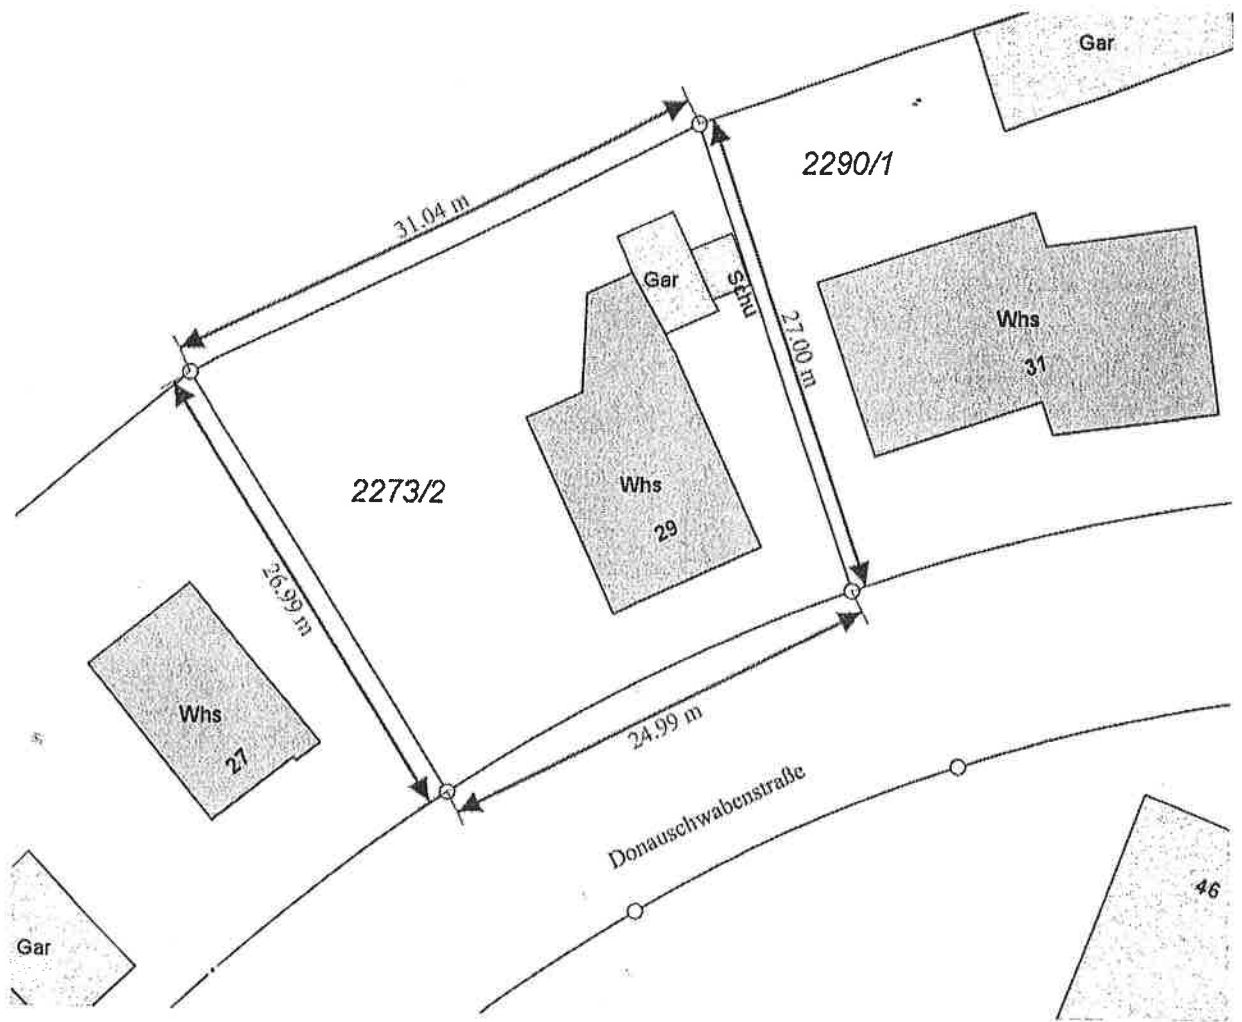 Gar
2290/1
31.04 m
Gar
Schu
27.00 m
Whs
31
2273/2
Whs
29
26.99 m
Whs
27
24.99 m
Donauschwabenstraße
46
Gar